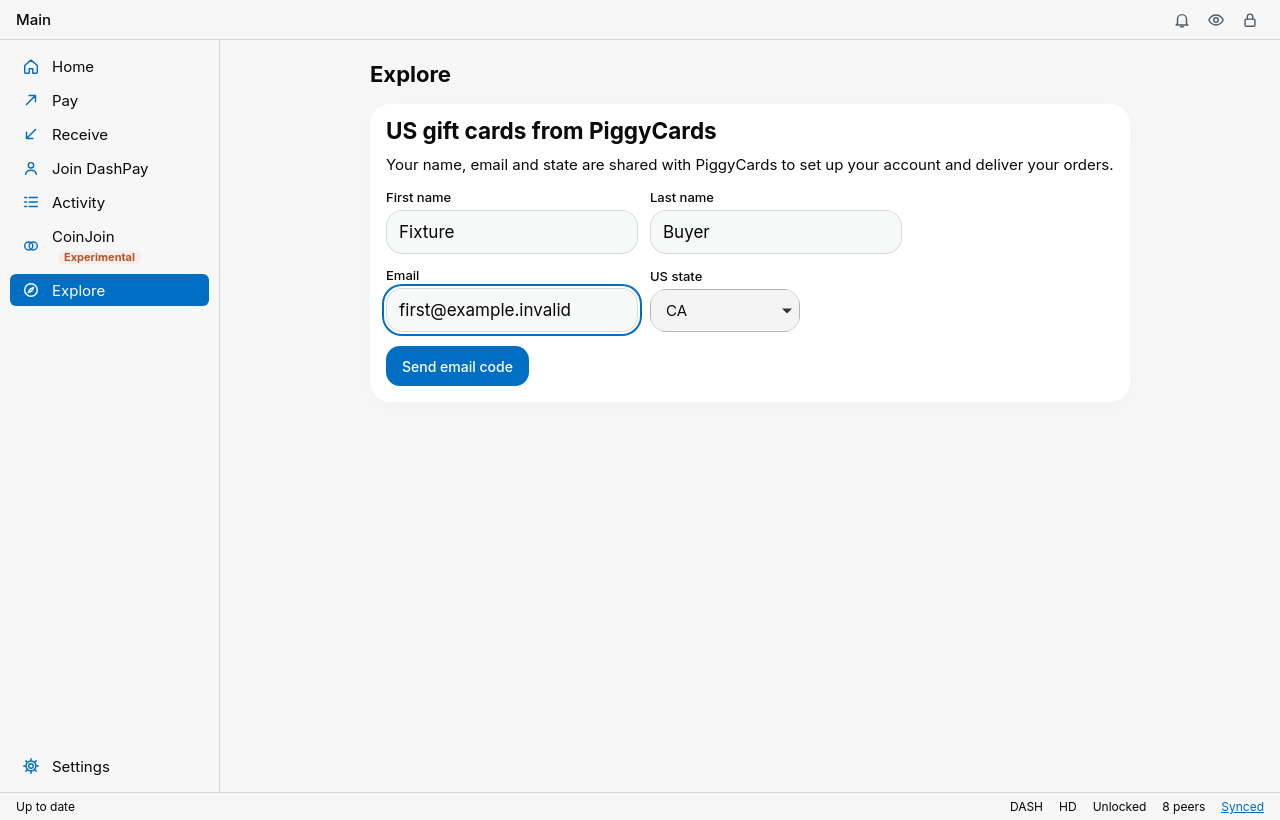 Main
Home
Pay
Receive
Join DashPay
Activity
CoinJoin
Experimental
Explore
Settings
Explore
US gift cards from PiggyCards
Your name, email and state are shared with PiggyCards to set up your account and deliver your orders.
First name
Last name
Fixture
Buyer
Email
US state
first@example.invalid
CA
Send email code
Up to date
DASH
HD
Unlocked
8 peers
Synced